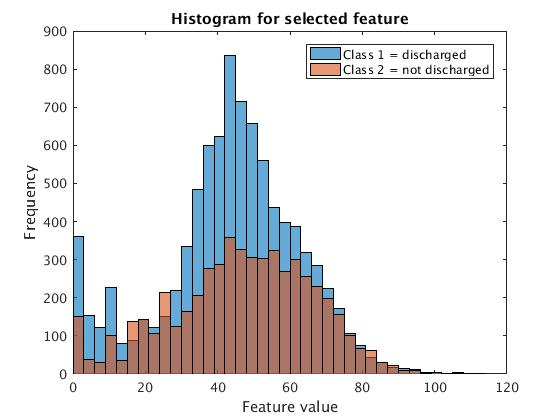 Histogram for selected feature
Class 1 = discharged
Class 2 = not discharged
Frequency
900
800
700
600
500
400
300
200
100
0
0 20 40 60 80 100 120
Feature value